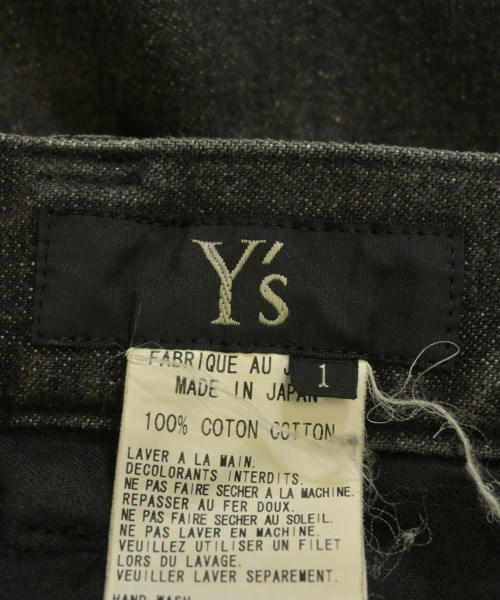 Y's
1
FABRIQUE AU
MADE IN JAPAN
100% COTON COTTON
LAVER A LA MAIN.
DECOLORANTS INTERDITS.
NE PAS FAIRE SECHER A LA MACHINE.
REPASSER AU FER DOUX.
NE PAS FAIRE SECHER AU SOLEIL.
NE PAS LAVER EN MACHINE.
VEUILLEZ UTILISER UN FILET
LORS DU LAVAGE.
VEUILLER LAVER SEPAREMENT.
HAND WASH